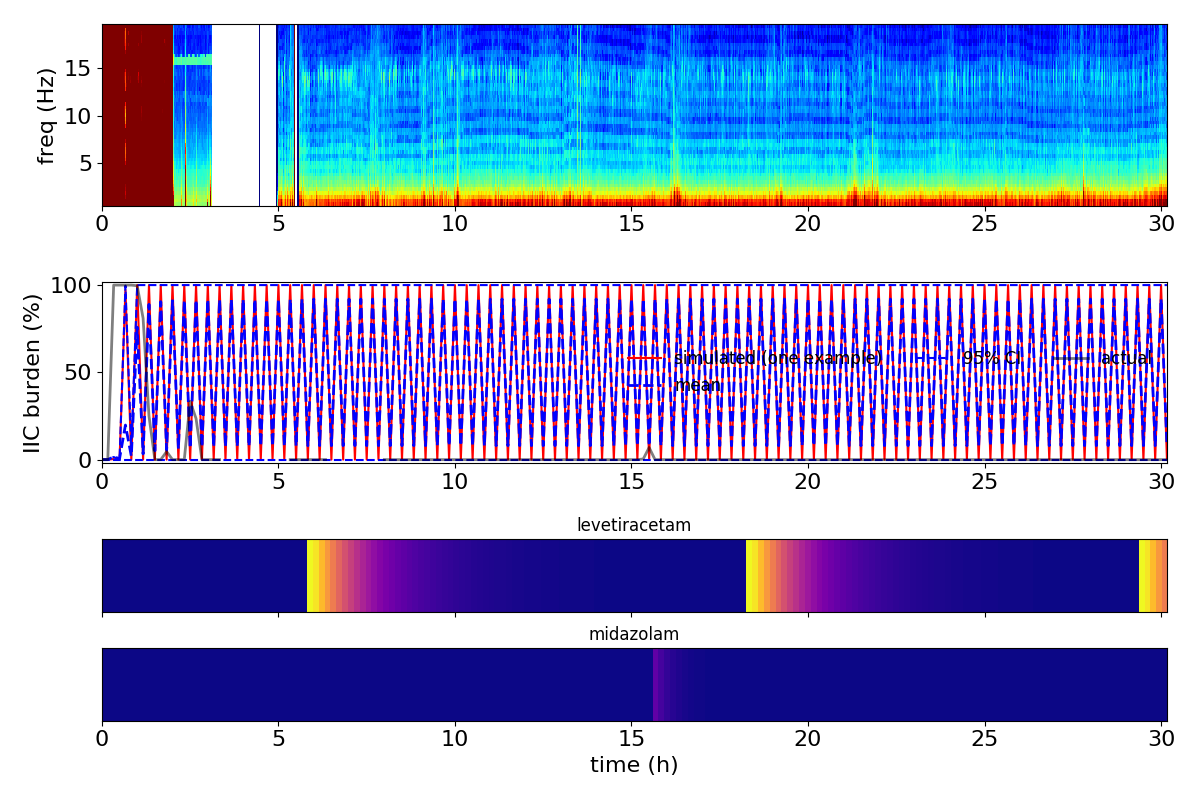 freq (Hz)
15
10
5
0 5 10 15 20 25 30
IIC burden (%)
100
50
0
simulated (one example) 95% CI actual
mean
0 5 10 15 20 25 30
levetiracetam
midazolam
0 5 10 15 20 25 30
time (h)